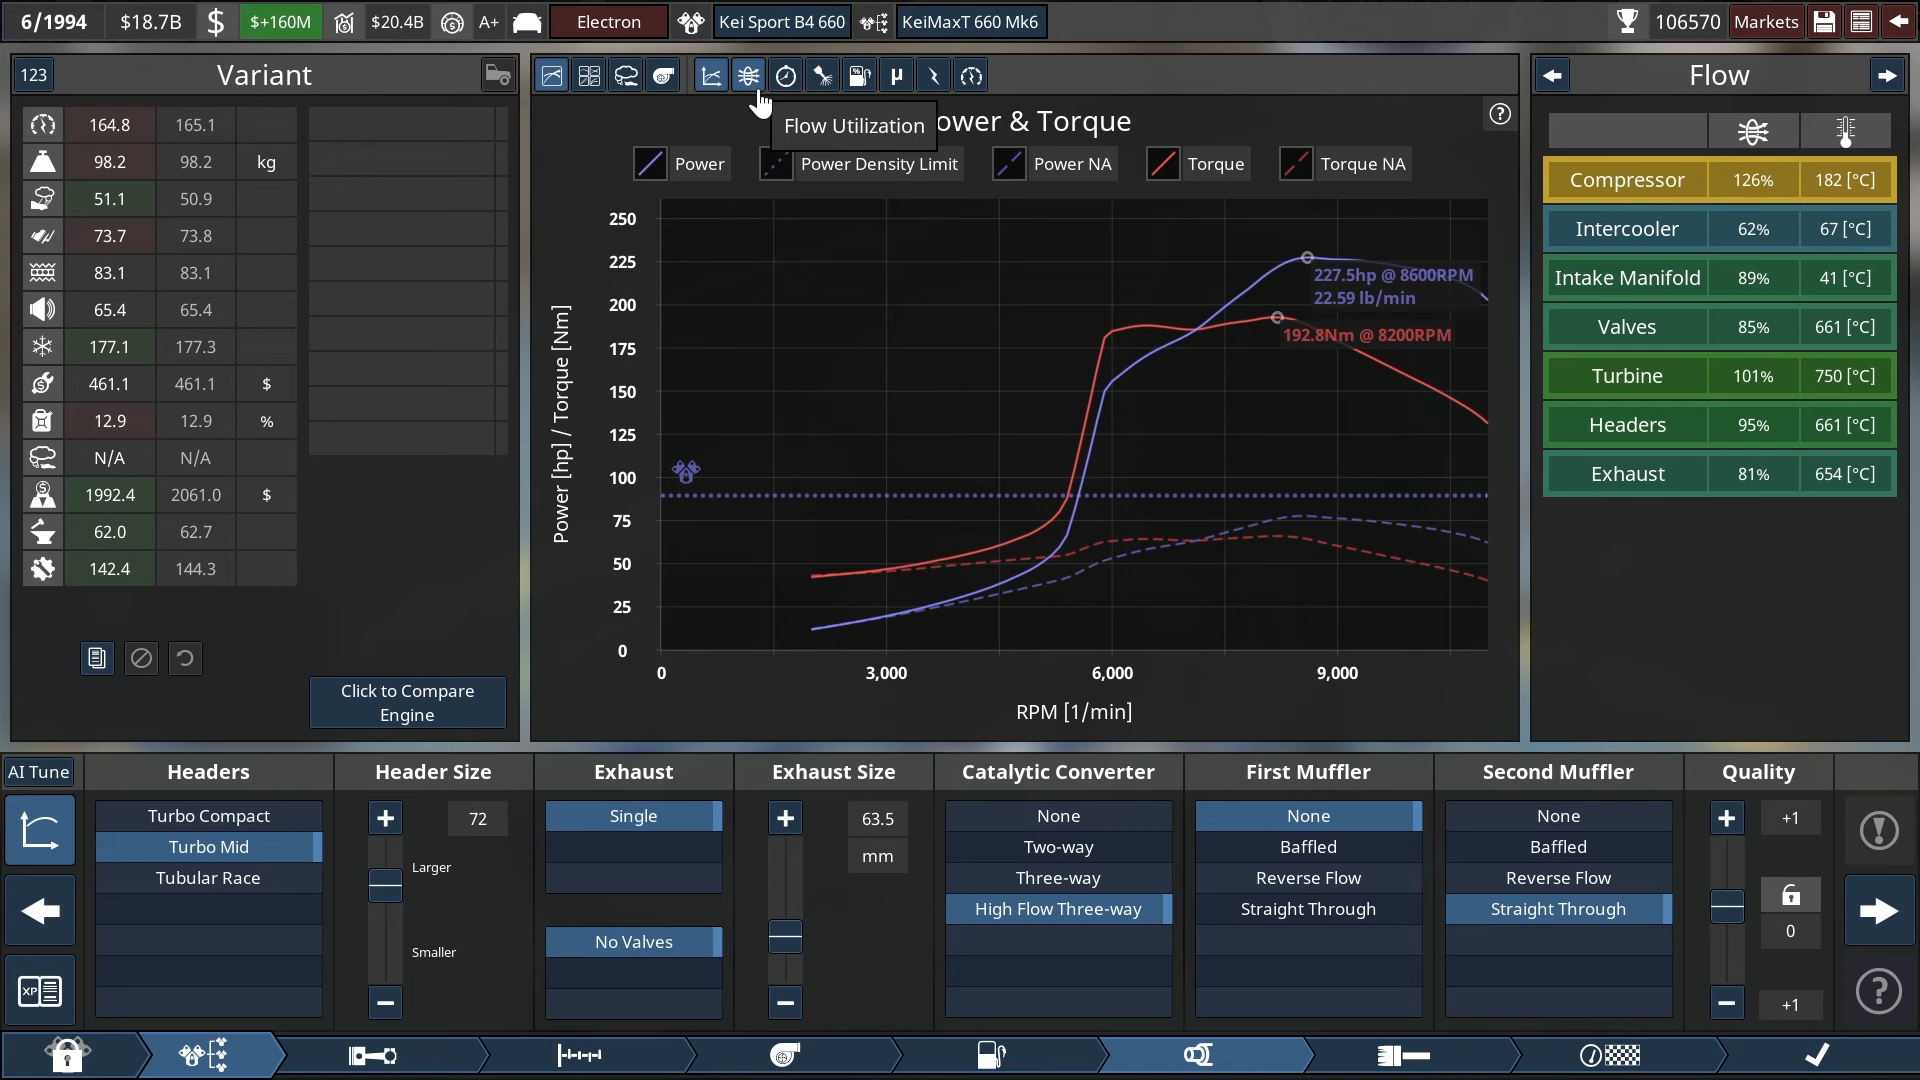 6/1994
$18.7B
$
$+160M
$20.4B
A+
Electron
Kei Sport B4 660
KeiMaxT 660 Mk6
106570
Markets
123
Variant
164.8 165.1
98.2 98.2 kg
51.1 50.9
73.7 73.8
83.1 83.1
65.4 65.4
177.1 177.3
461.1 461.1 $
12.9 12.9 %
N/A N/A
1992.4 2061.0 $
62.0 62.7
142.4 144.3
Click to Compare
Engine
μ
Flow Utilization
ower & Torque
?
Power
Power Density Limit
Power NA
Torque
Torque NA
Power [hp] / Torque [Nm]
250
225
200
175
150
125
100
75
50
25
0
227.5hp @ 8600RPM
22.59 lb/min
192.8Nm @ 8200RPM
0 3,000 6,000 9,000
RPM [1/min]
Flow
Compressor 126% 182 [°C]
Intercooler 62% 67 [°C]
Intake Manifold 89% 41 [°C]
Valves 85% 661 [°C]
Turbine 101% 750 [°C]
Headers 95% 661 [°C]
Exhaust 81% 654 [°C]
AI Tune
XP
Headers
Turbo Compact
Turbo Mid
Tubular Race
Header Size
+
72
Larger
Smaller
−
Exhaust
Single
No Valves
Exhaust Size
+
63.5
mm
−
Catalytic Converter
None
Two-way
Three-way
High Flow Three-way
First Muffler
None
Baffled
Reverse Flow
Straight Through
Second Muffler
None
Baffled
Reverse Flow
Straight Through
Quality
+
+1
0
−
+1
!
?